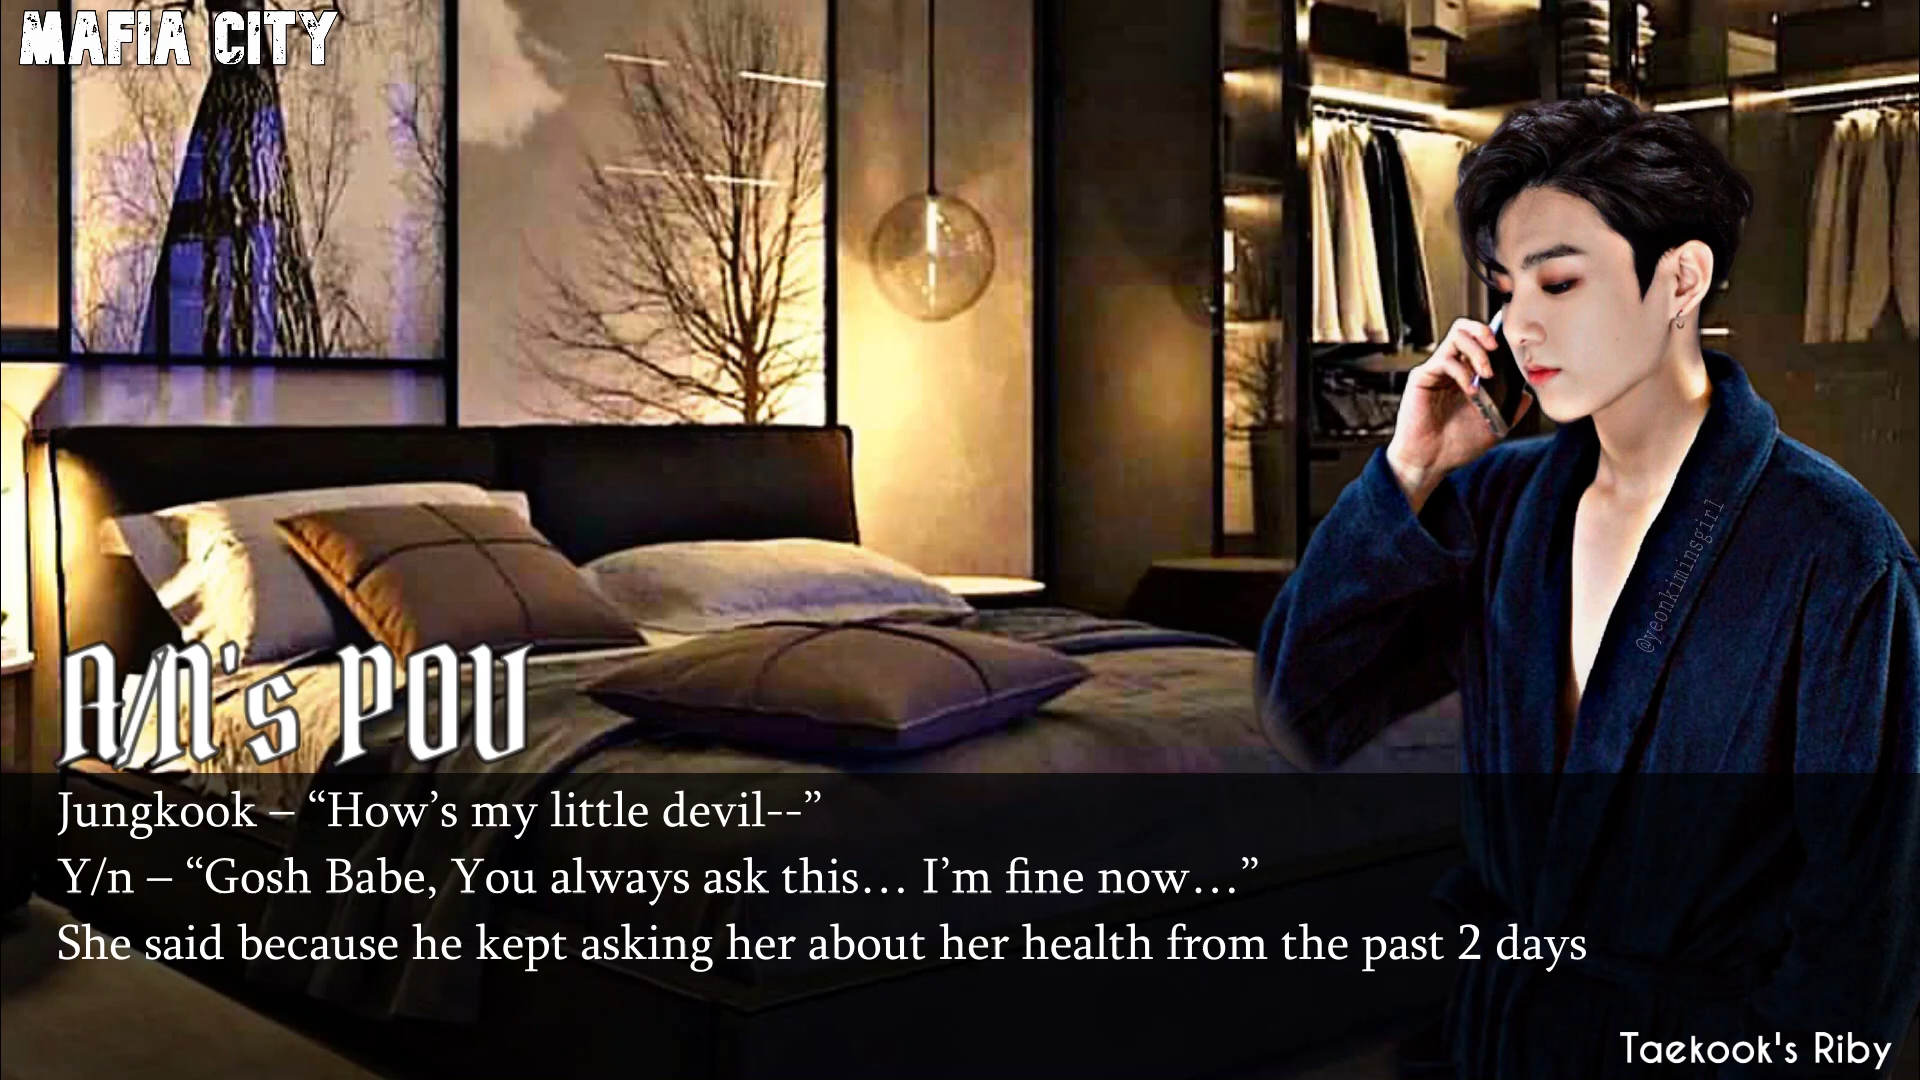 MAFIA CITY
@yeonkiminsgirl
A/N's POV
Jungkook – “How’s my little devil--”
Y/n – “Gosh Babe, You always ask this… I’m fine now…”
She said because he kept asking her about her health from the past 2 days
Taekook's Riby